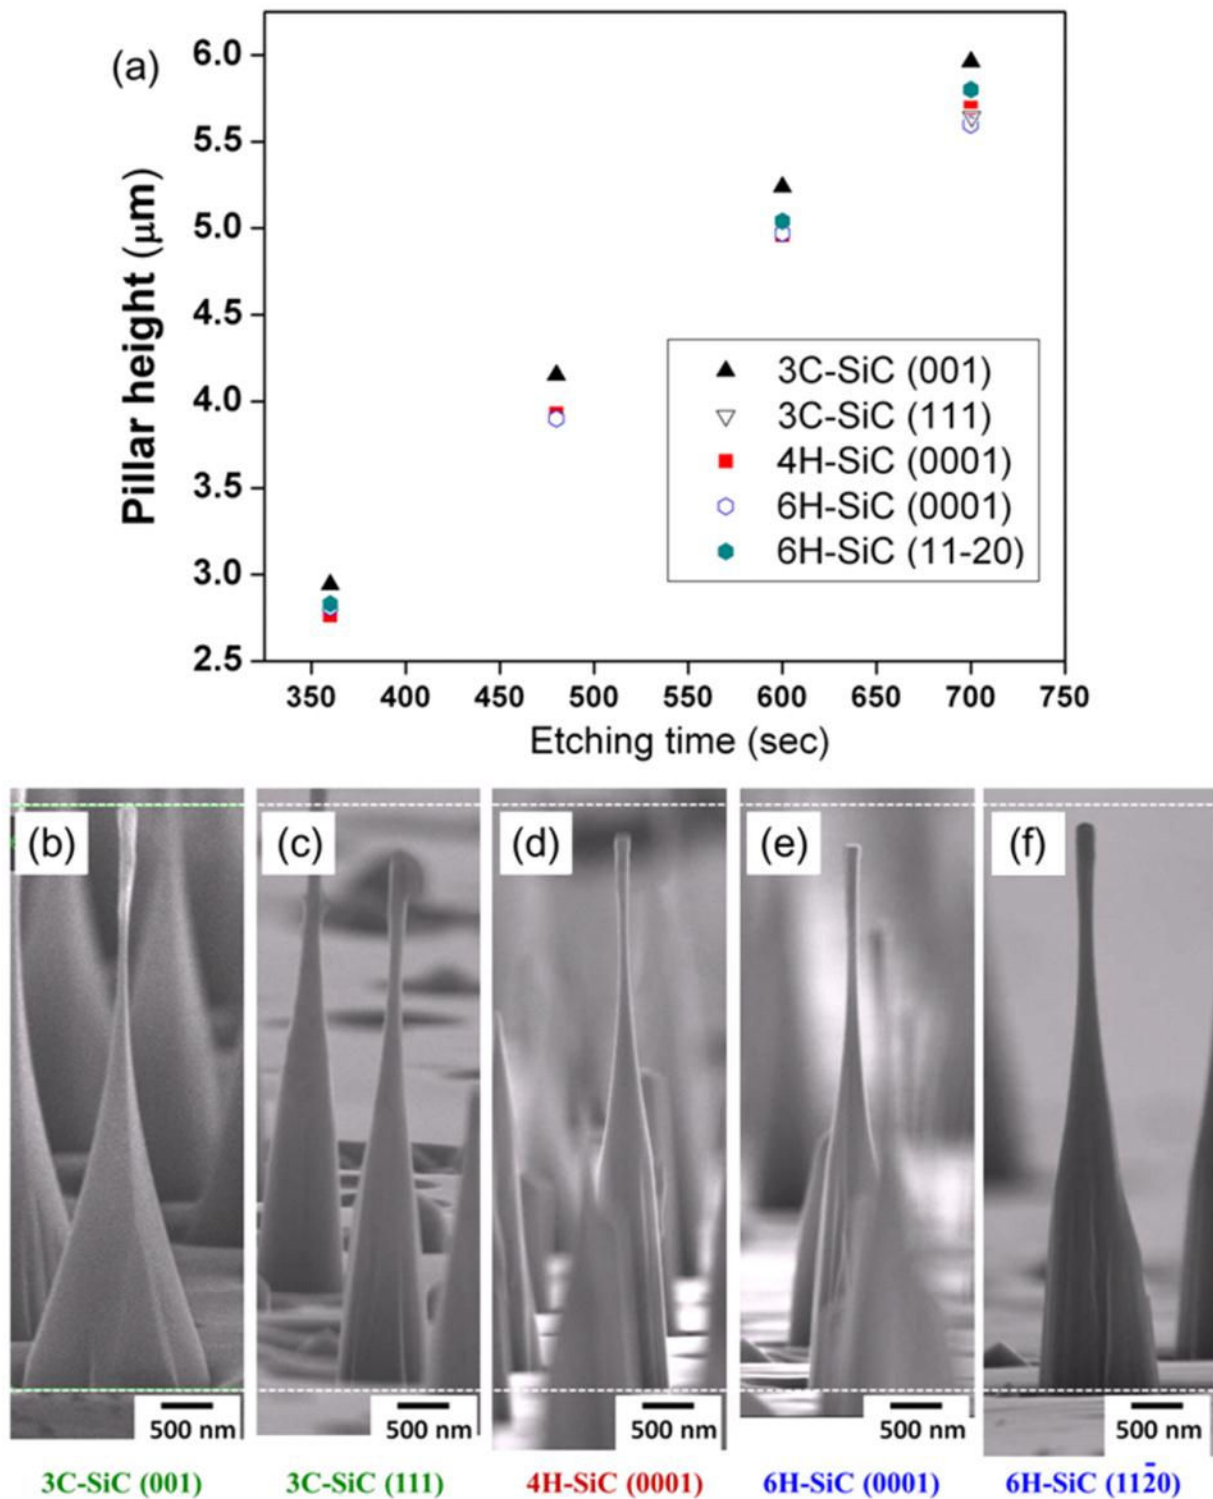 (a)
6.0
5.5
5.0
4.5
4.0
3.5
3.0
2.5
Pillar height (μm)
3C-SiC (001)
3C-SiC (111)
4H-SiC (0001)
6H-SiC (0001)
6H-SiC (11-20)
350 400 450 500 550 600 650 700 750
Etching time (sec)
(b) (c) (d) (e) (f)
500 nm 500 nm 500 nm 500 nm 500 nm
3C-SiC (001) 3C-SiC (111) 4H-SiC (0001) 6H-SiC (0001) 6H-SiC (112̄0)